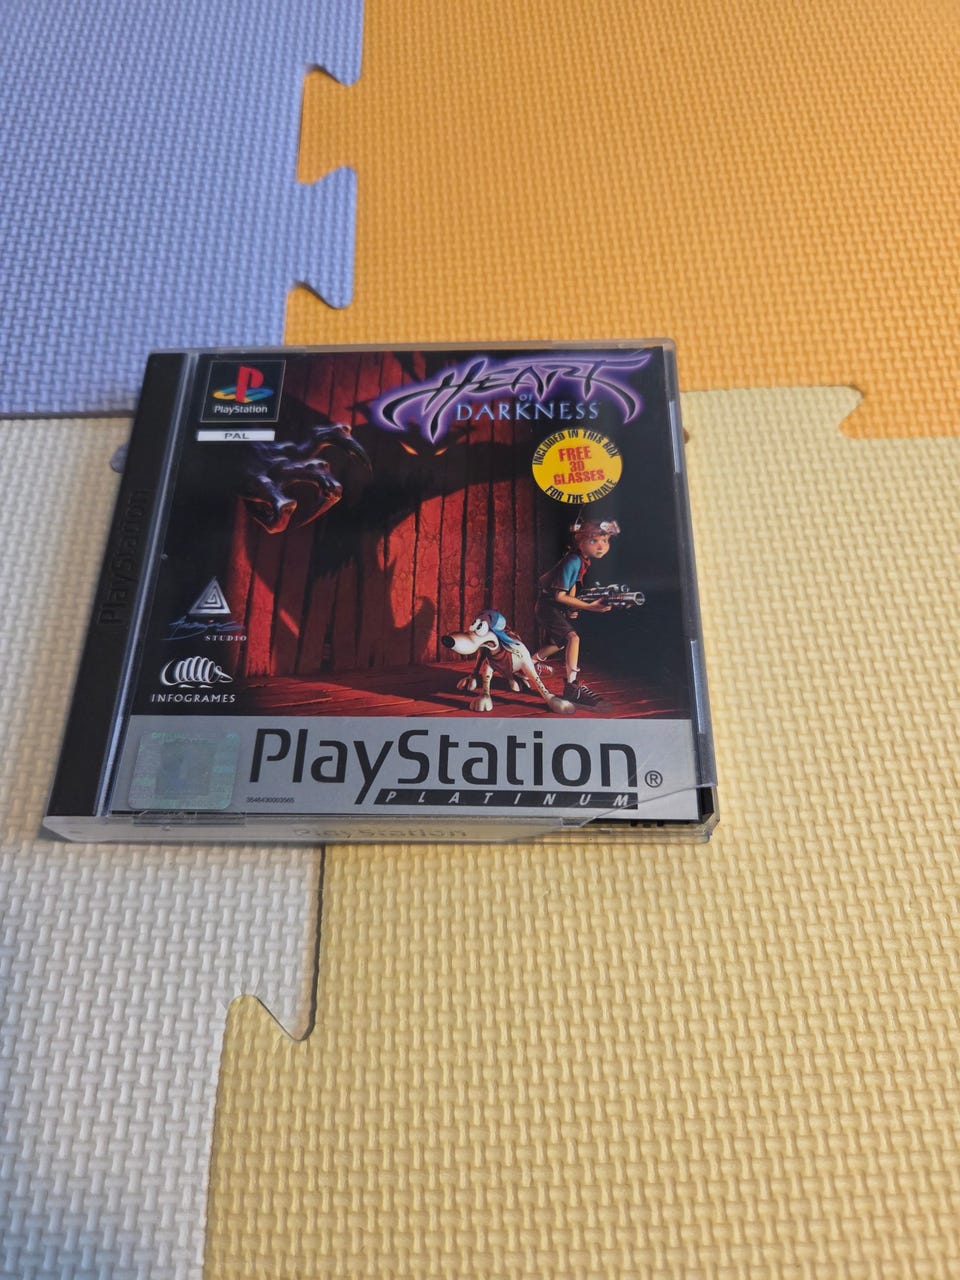 HEART
OF
DARKNESS
PlayStation
PAL
INCLUDED IN THIS BOX
FREE
3D
GLASSES
FOR THE FINALE
PlayStation
STUDIO
INFOGRAMES
PlayStation®
PLATINUM
PlayStation